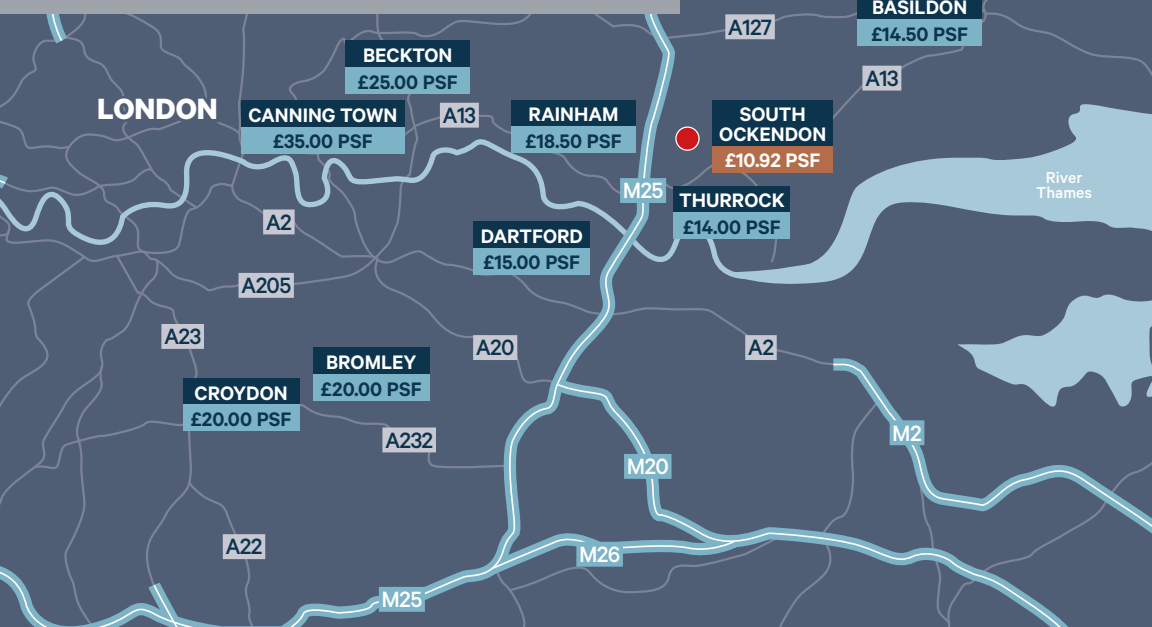 BASILDON
£14.50 PSF
A127
BECKTON
£25.00 PSF
A13
LONDON
CANNING TOWN
£35.00 PSF
A13
RAINHAM
£18.50 PSF
SOUTH
OCKENDON
£10.92 PSF
M25
THURROCK
£14.00 PSF
River
Thames
A2
DARTFORD
£15.00 PSF
A205
A23
A20
A2
BROMLEY
£20.00 PSF
CROYDON
£20.00 PSF
A232
M2
M20
A22
M26
M25